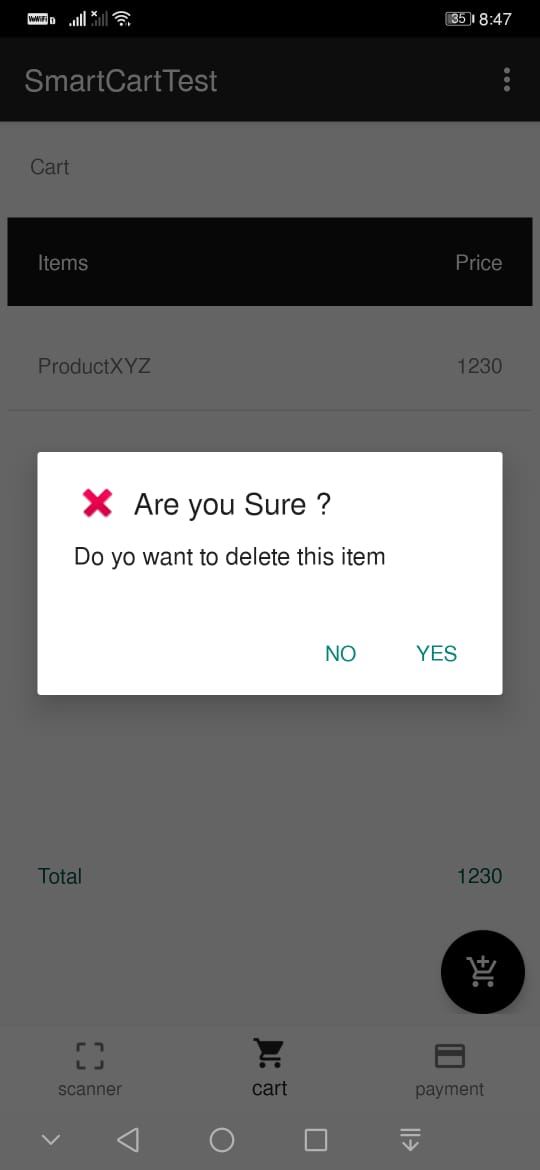 VoWiFi 35 8:47
SmartCartTest
Cart
Items Price
ProductXYZ 1230
Are you Sure ?
Do yo want to delete this item
NO YES
Total 1230
scanner cart payment